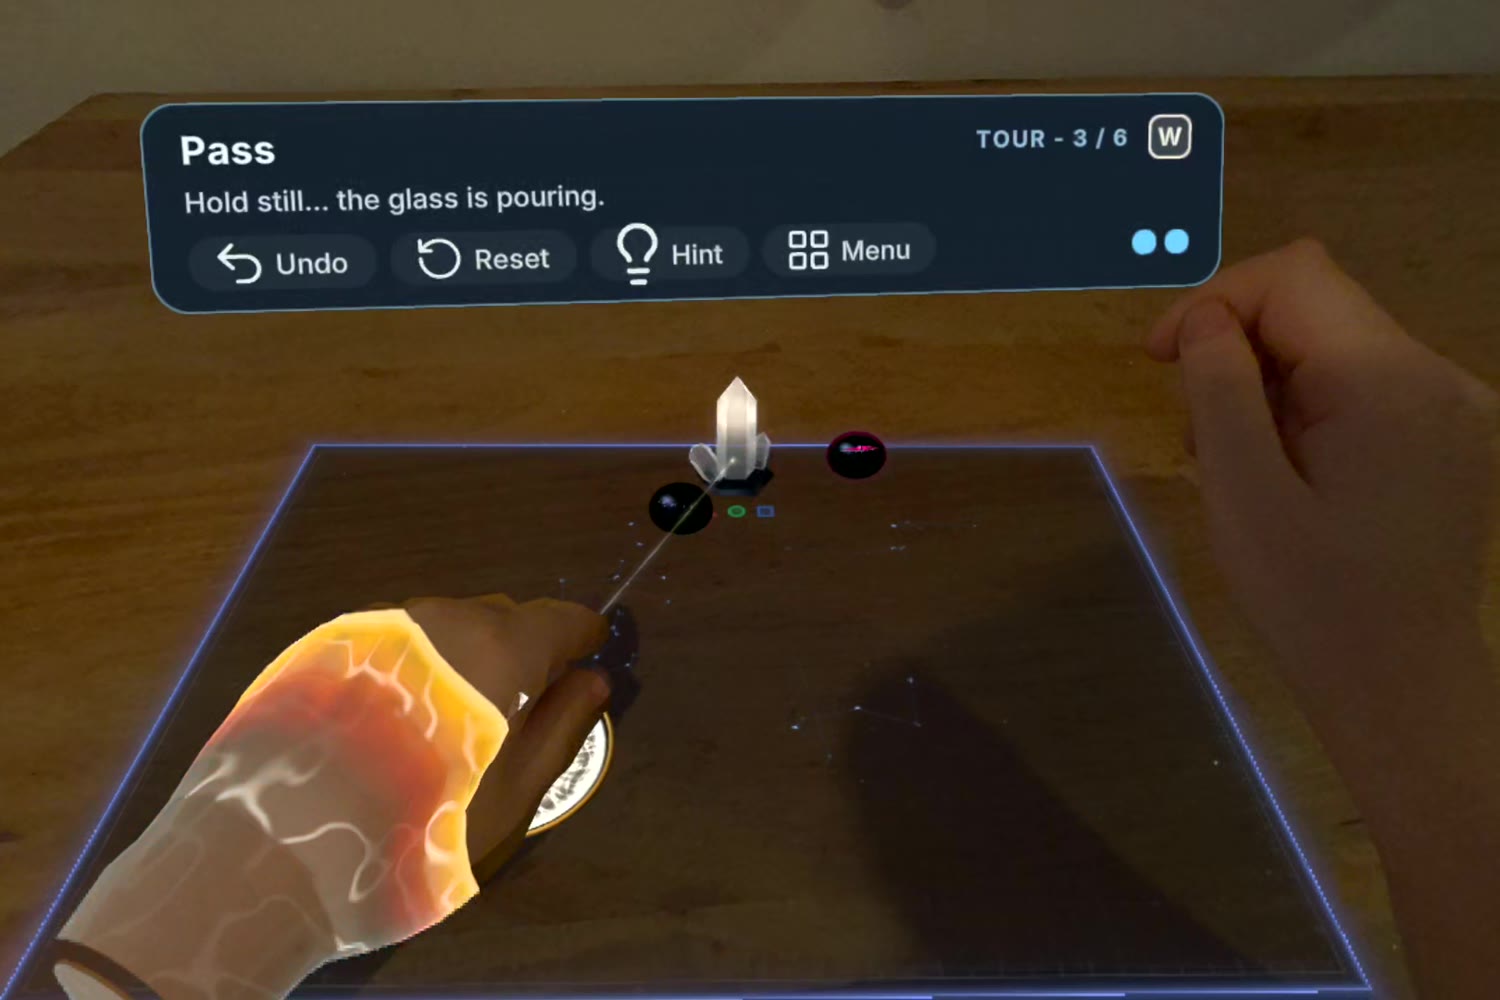 Pass
TOUR - 3 / 6 W
Hold still... the glass is pouring.
Undo Reset Hint Menu